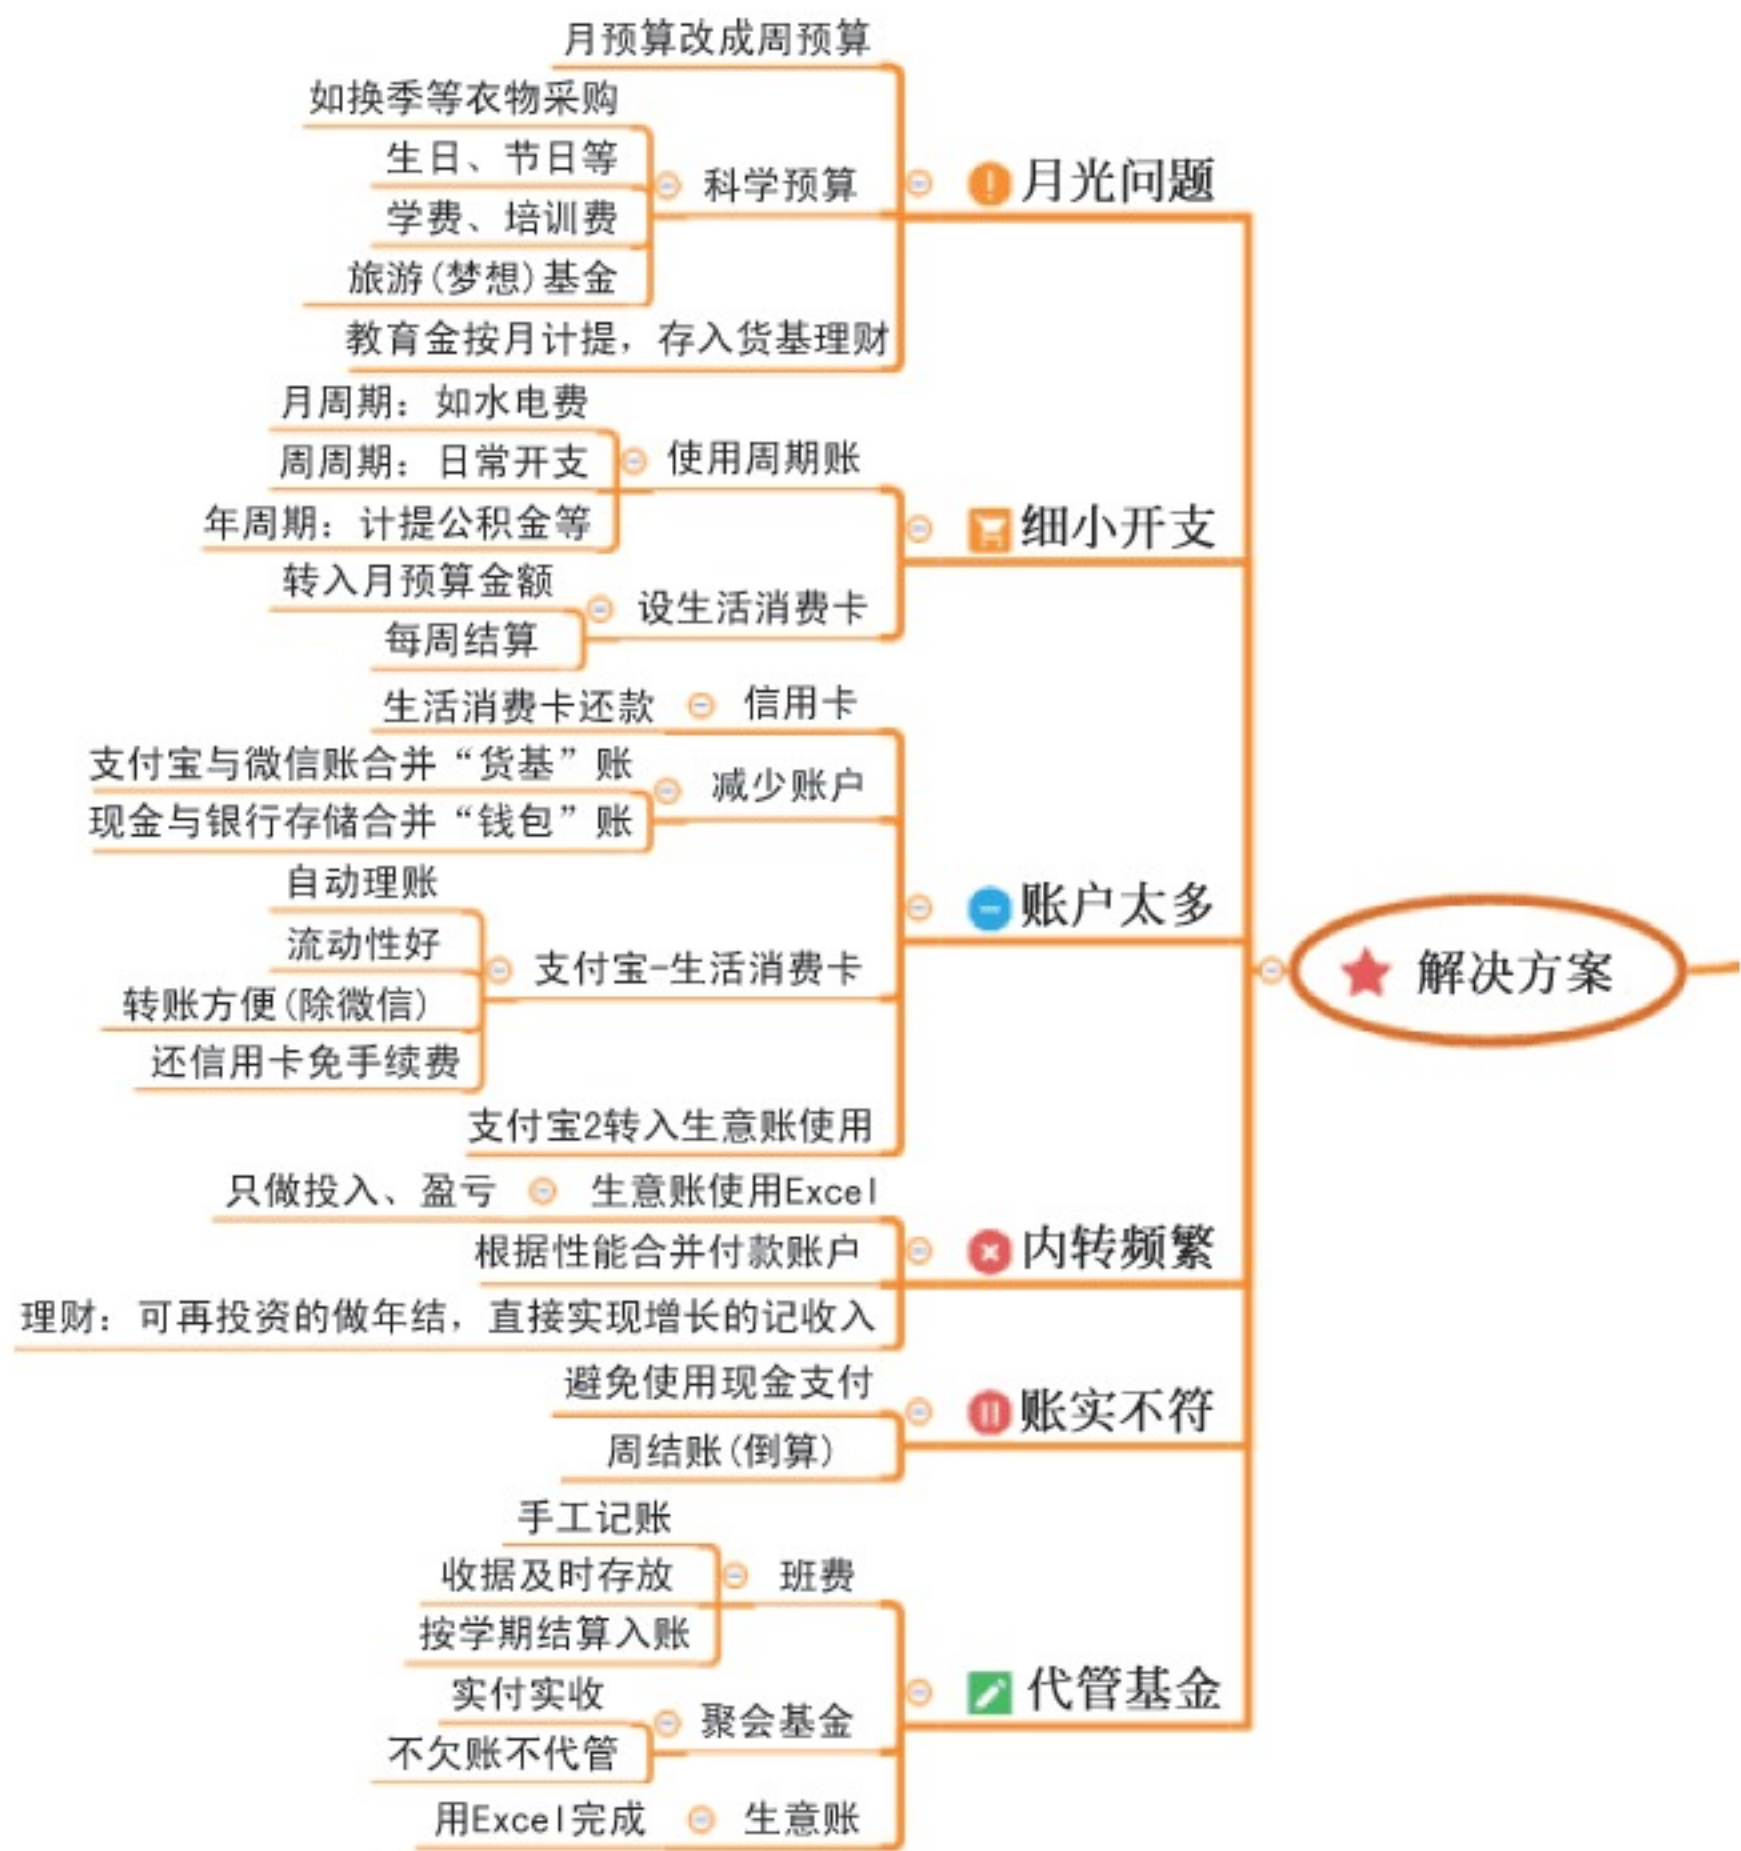 月预算改成周预算
如换季等衣物采购
生日、节日等
科学预算
月光问题
学费、培训费
旅游(梦想)基金
教育金按月计提，存入货基理财
月周期：如水电费
周周期：日常开支
使用周期账
年周期：计提公积金等
细小开支
转入月预算金额
设生活消费卡
每周结算
生活消费卡还款
信用卡
支付宝与微信账合并“货基”账
减少账户
现金与银行存储合并“钱包”账
自动理账
账户太多
流动性好
支付宝-生活消费卡
解决方案
转账方便(除微信)
还信用卡免手续费
支付宝2转入生意账使用
只做投入、盈亏
生意账使用Excel
根据性能合并付款账户
内转频繁
理财：可再投资的做年结，直接实现增长的记收入
避免使用现金支付
账实不符
周结账(倒算)
手工记账
收据及时存放
班费
按学期结算入账
代管基金
实付实收
聚会基金
不欠账不代管
用Excel完成
生意账